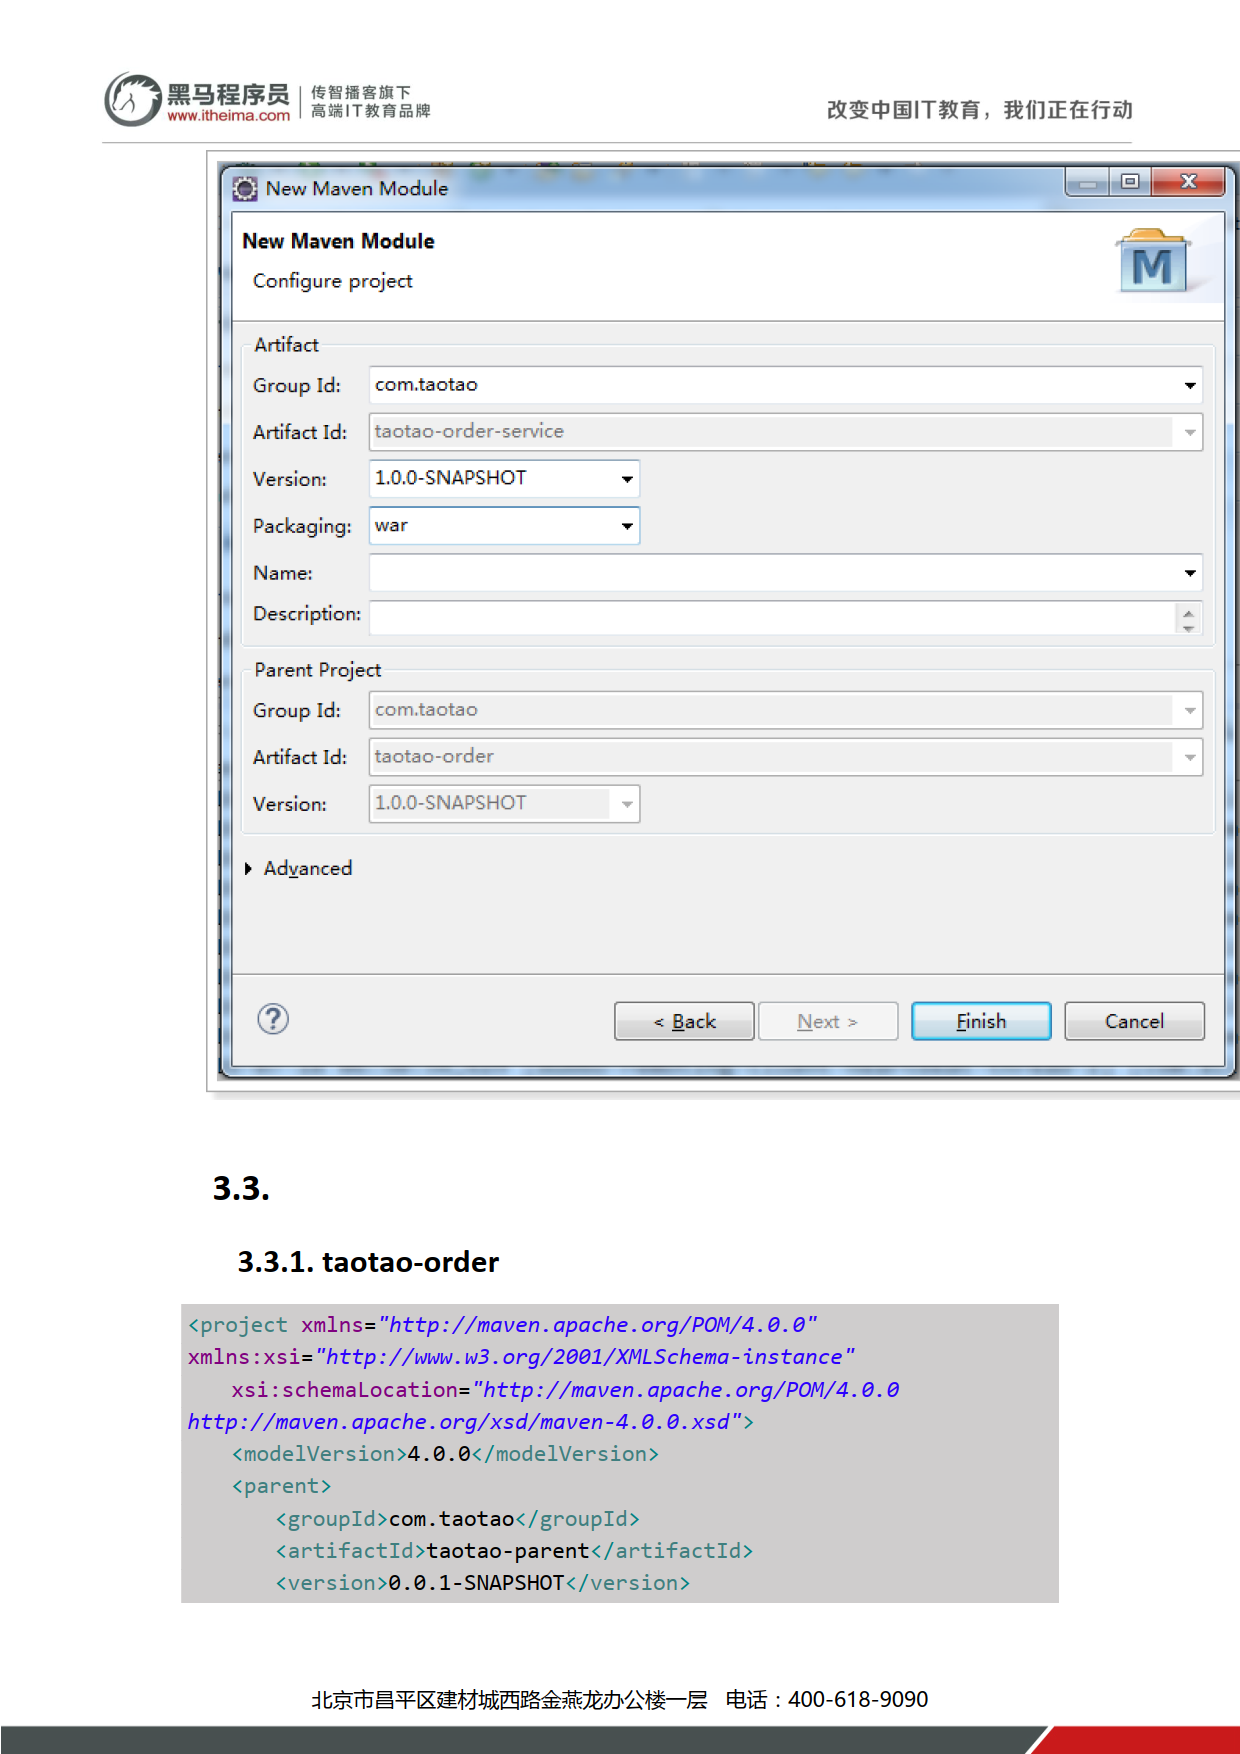 黑马程序员
www.itheima.com
传智播客旗下
高端IT教育品牌
改变中国IT教育，我们正在行动
New Maven Module
New Maven Module
Configure project
Artifact
Group Id: com.taotao
Artifact Id: taotao-order-service
Version: 1.0.0-SNAPSHOT
Packaging: war
Name:
Description:
Parent Project
Group Id: com.taotao
Artifact Id: taotao-order
Version: 1.0.0-SNAPSHOT
Advanced
< Back Next > Finish Cancel
3.3.
3.3.1. taotao-order
<project xmlns="http://maven.apache.org/POM/4.0.0"
xmlns:xsi="http://www.w3.org/2001/XMLSchema-instance"
xsi:schemaLocation="http://maven.apache.org/POM/4.0.0
http://maven.apache.org/xsd/maven-4.0.0.xsd">
<modelVersion>4.0.0</modelVersion>
<parent>
<groupId>com.taotao</groupId>
<artifactId>taotao-parent</artifactId>
<version>0.0.1-SNAPSHOT</version>
北京市昌平区建材城西路金燕龙办公楼一层 电话：400-618-9090